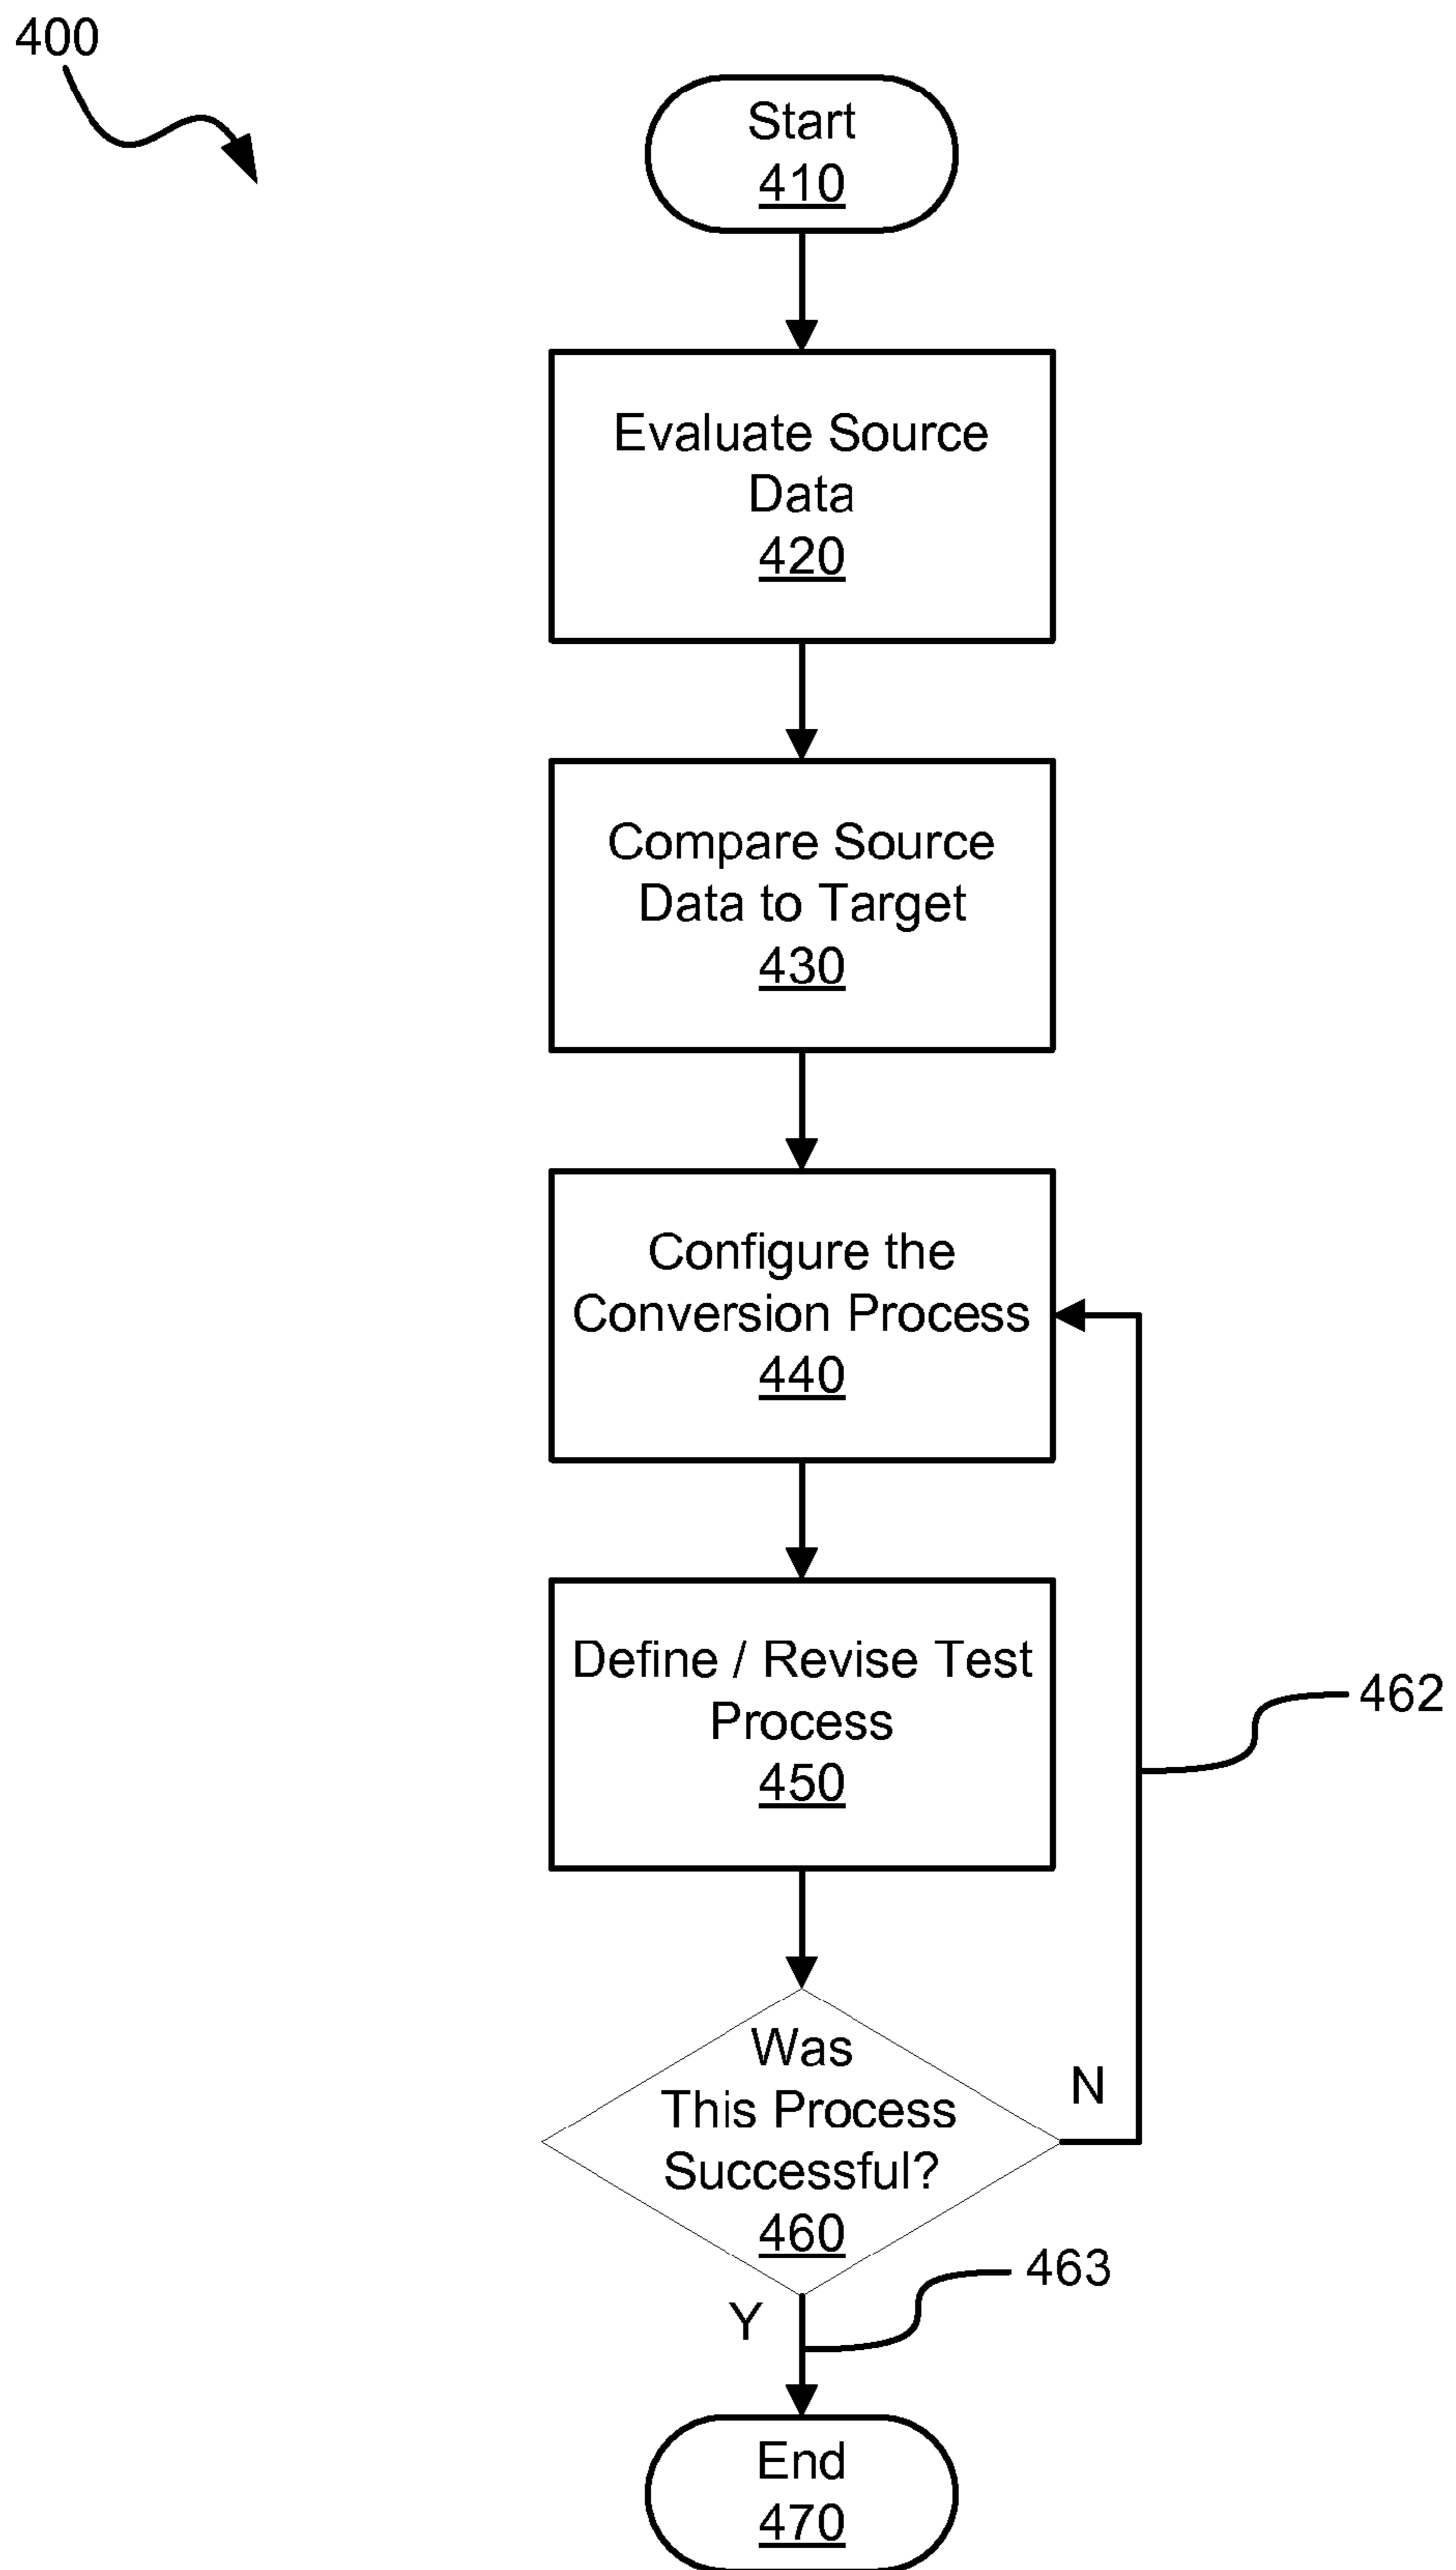 400
Start
410
Evaluate Source
Data
420
Compare Source
Data to Target
430
Configure the
Conversion Process
440
Define / Revise Test
Process
450
462
Was
This Process
Successful?
460
N
463
Y
End
470